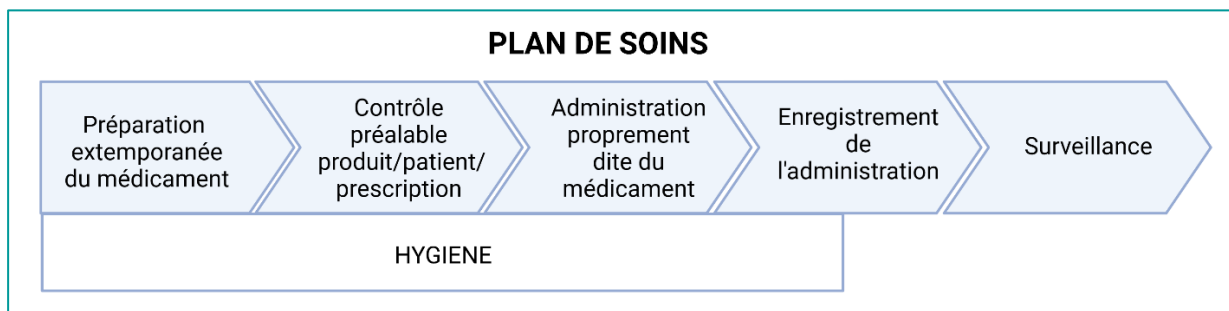 PLAN DE SOINS
Préparation
extemporanée
du médicament
Contrôle
préalable
produit/patient/
prescription
Administration
proprement
dite du
médicament
Enregistrement
de
l'administration
Surveillance
HYGIENE